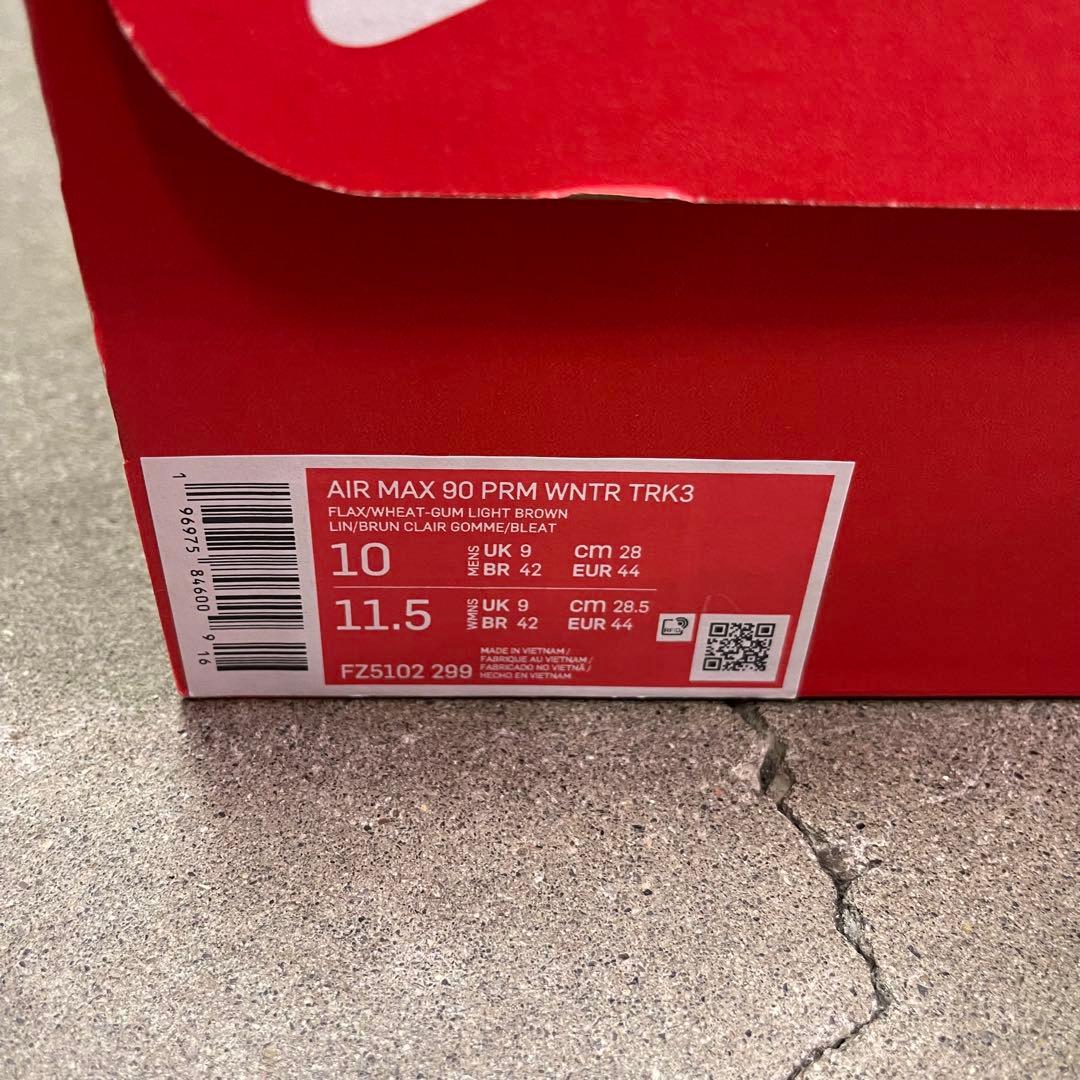 AIR MAX 90 PRM WNTR TRK3
FLAX/WHEAT-GUM LIGHT BROWN
LIN/BRUN CLAIR GOMME/BLEAT
10 MENS UK 9 cm 28
BR 42 EUR 44
11.5 WMNS UK 9 cm 28.5
BR 42 EUR 44
RFID
FZ5102 299
MADE IN VIETNAM /
FABRIQUE AU VIETNAM /
FABRICADO NO VIETNÃ /
HECHO EN VIETNAM
1 96975 84600 9 16